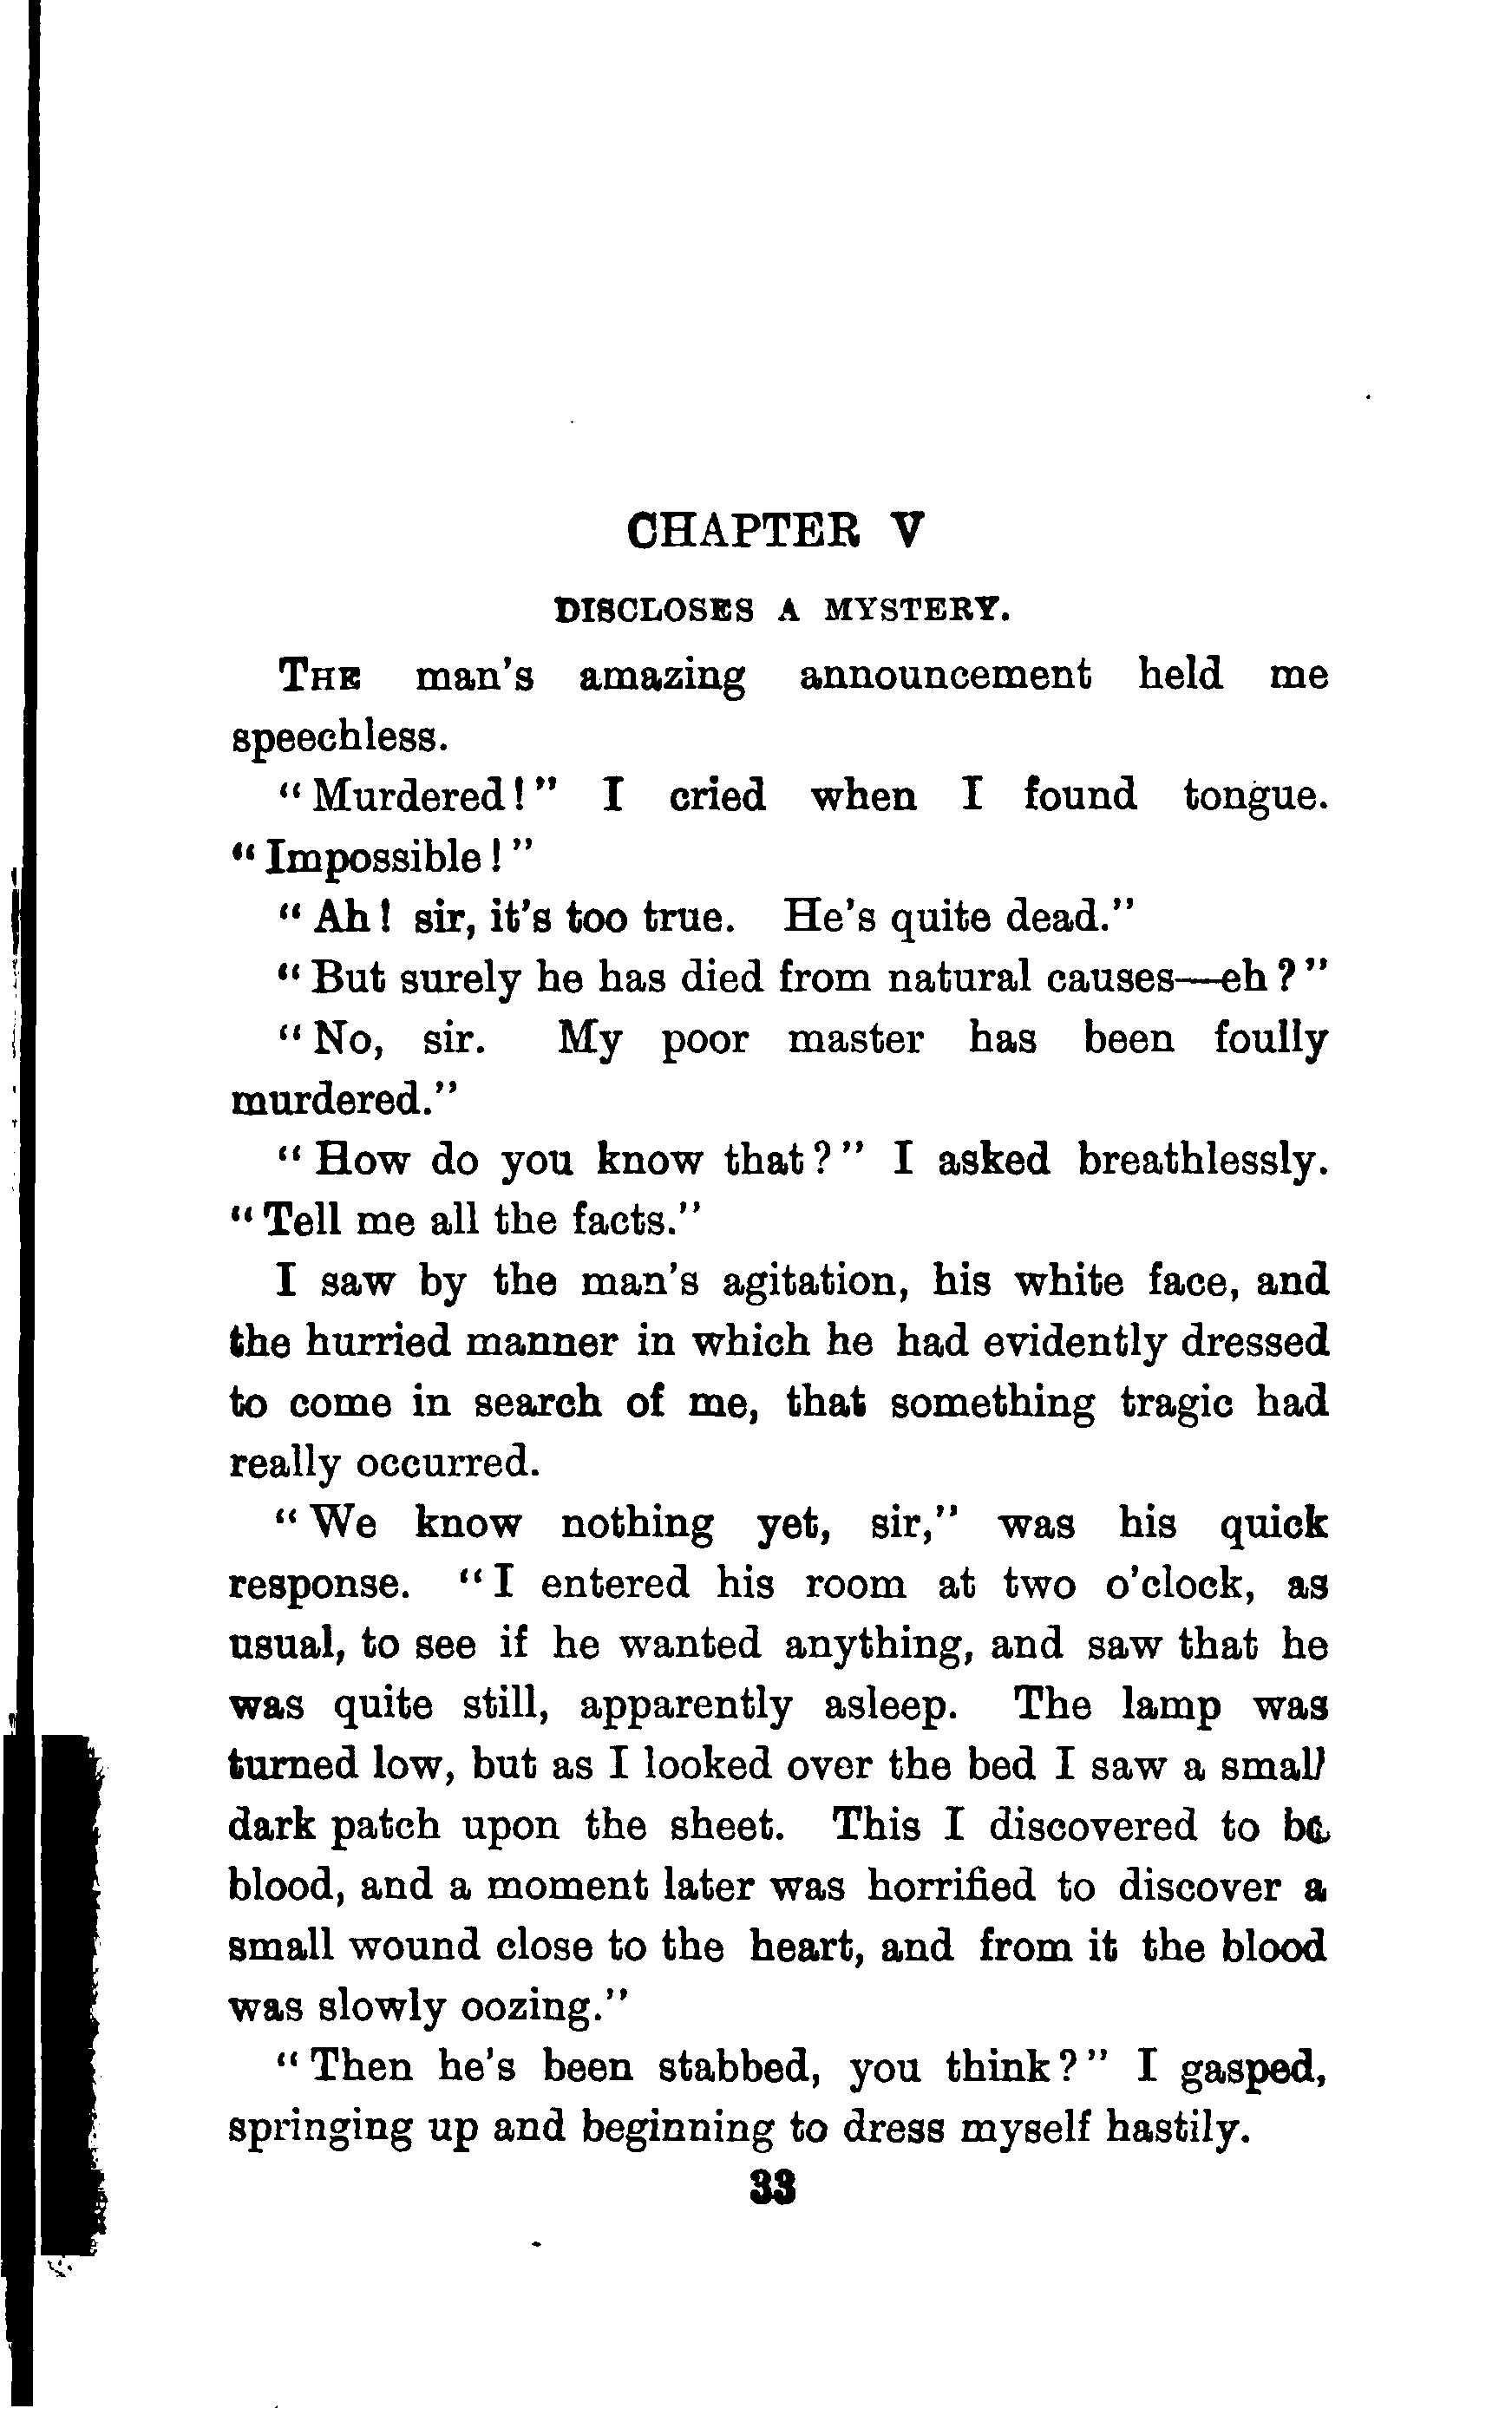 CHAPTER V
DISCLOSES A MYSTERY.
THE man's amazing announcement held me
speechless.
"Murdered!" I cried when I found tongue.
"Impossible!"
"Ah! sir, it's too true. He's quite dead."
"But surely he has died from natural causes—eh?"
"No, sir. My poor master has been foully
murdered."
"How do you know that?" I asked breathlessly.
"Tell me all the facts."
I saw by the man's agitation, his white face, and
the hurried manner in which he had evidently dressed
to come in search of me, that something tragic had
really occurred.
"We know nothing yet, sir," was his quick
response. "I entered his room at two o'clock, as
usual, to see if he wanted anything, and saw that he
was quite still, apparently asleep. The lamp was
turned low, but as I looked over the bed I saw a small
dark patch upon the sheet. This I discovered to be
blood, and a moment later was horrified to discover a
small wound close to the heart, and from it the blood
was slowly oozing."
"Then he's been stabbed, you think?" I gasped,
springing up and beginning to dress myself hastily.
33